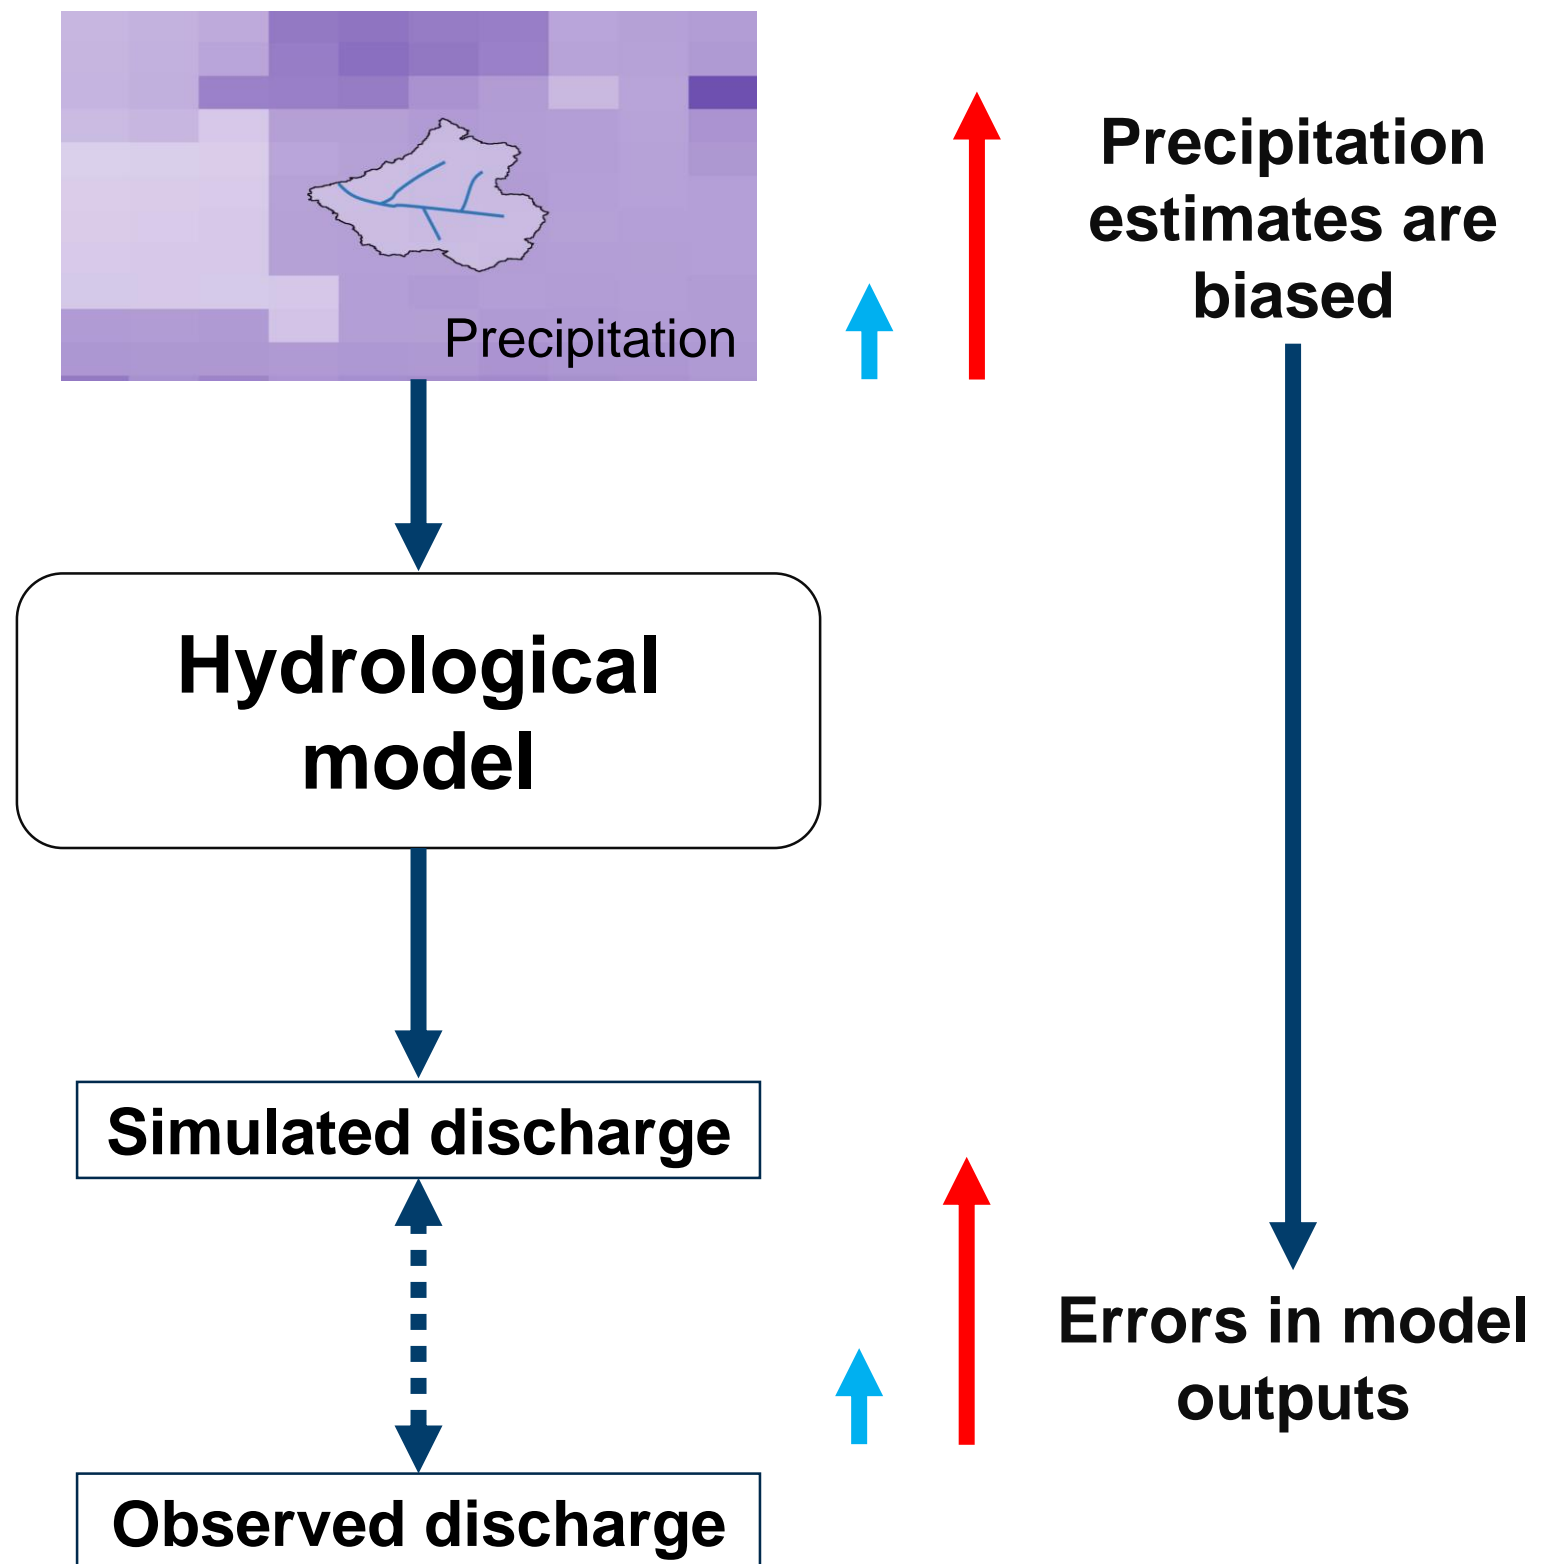 Precipitation
Precipitation
estimates are
biased
Hydrological
model
Simulated discharge
Errors in model
outputs
Observed discharge